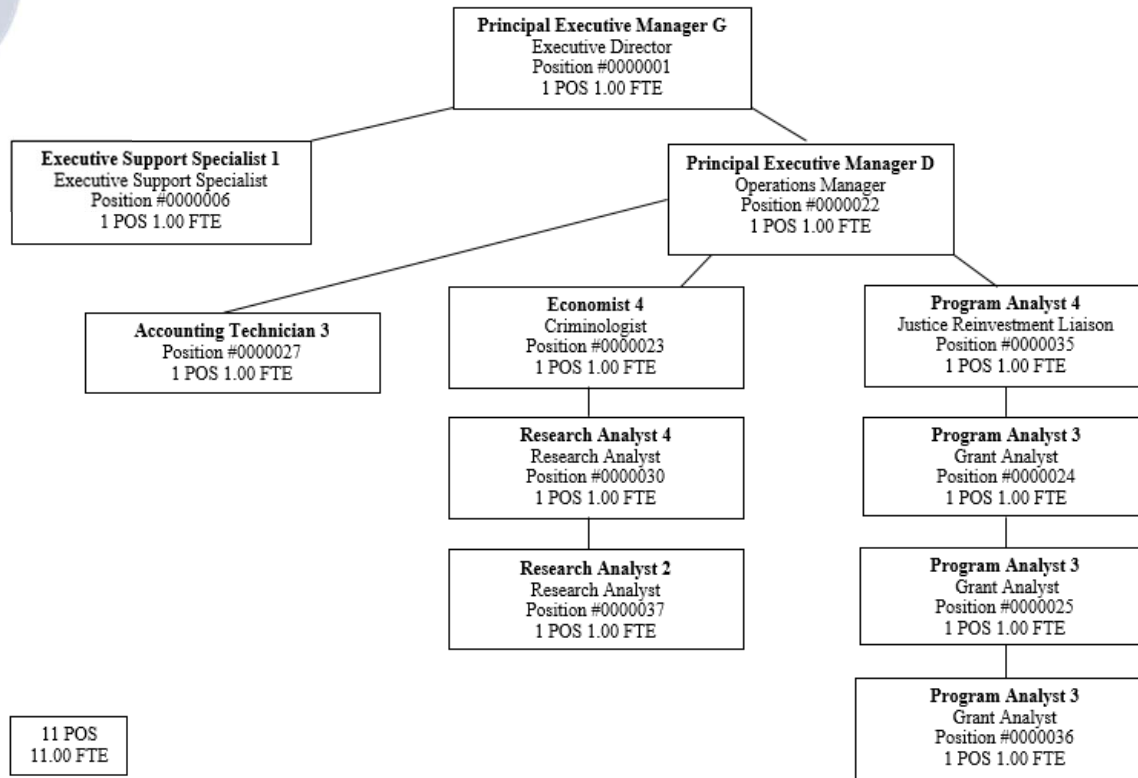 Principal Executive Manager G
Executive Director
Position #0000001
1 POS 1.00 FTE
Executive Support Specialist 1
Executive Support Specialist
Position #0000006
1 POS 1.00 FTE
Principal Executive Manager D
Operations Manager
Position #0000022
1 POS 1.00 FTE
Accounting Technician 3
Position #0000027
1 POS 1.00 FTE
Economist 4
Criminologist
Position #0000023
1 POS 1.00 FTE
Program Analyst 4
Justice Reinvestment Liaison
Position #0000035
1 POS 1.00 FTE
Research Analyst 4
Research Analyst
Position #0000030
1 POS 1.00 FTE
Program Analyst 3
Grant Analyst
Position #0000024
1 POS 1.00 FTE
Research Analyst 2
Research Analyst
Position #0000037
1 POS 1.00 FTE
Program Analyst 3
Grant Analyst
Position #0000025
1 POS 1.00 FTE
Program Analyst 3
Grant Analyst
Position #0000036
1 POS 1.00 FTE
11 POS
11.00 FTE